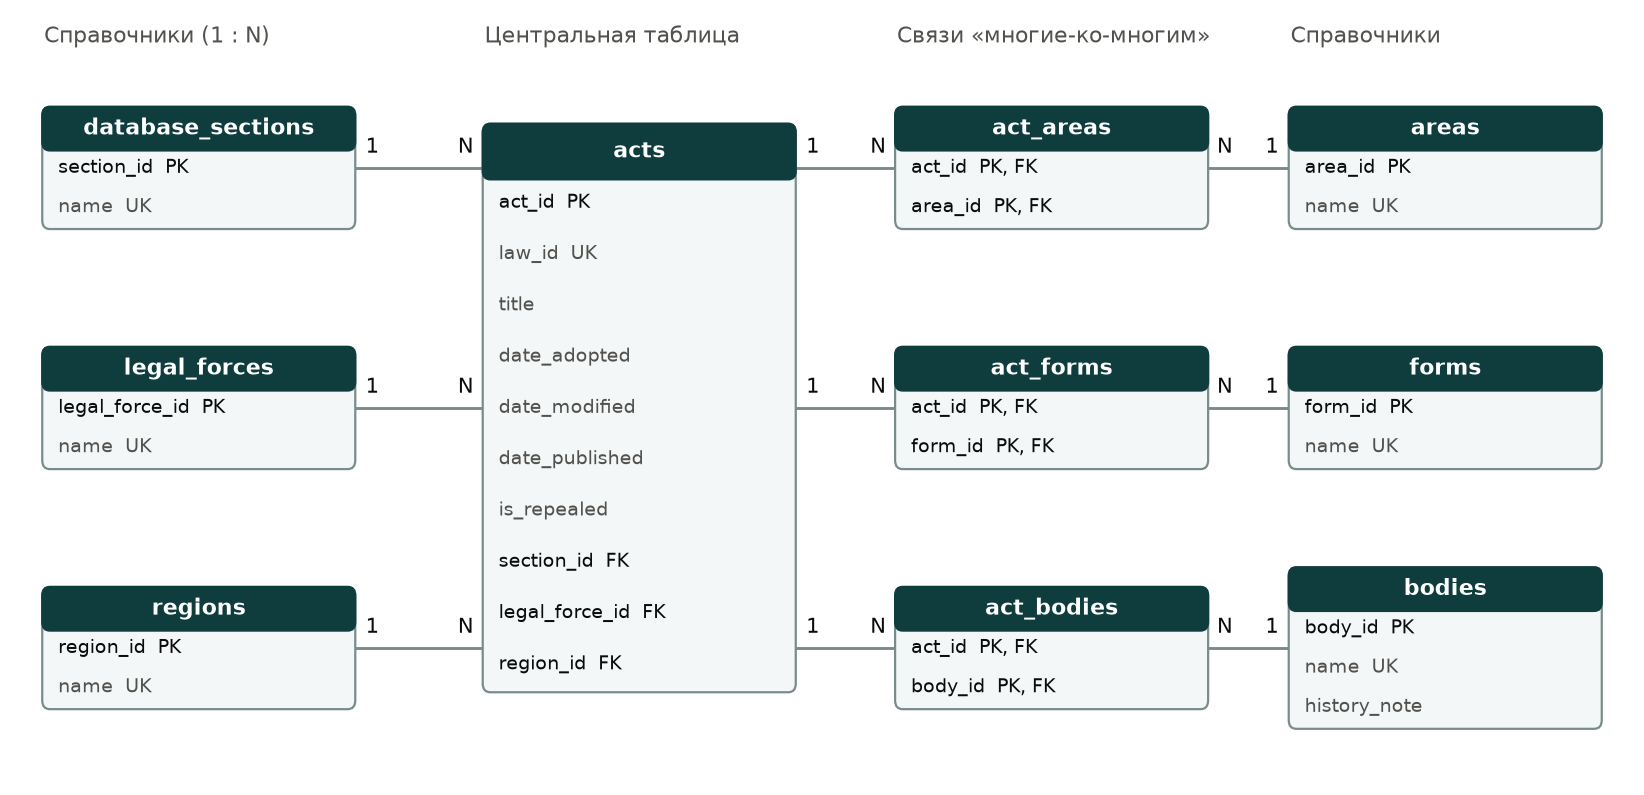 Справочники (1 : N)
Центральная таблица
Связи «многие-ко-многим»
Справочники
database_sections
section_id PK
name UK
1 N
legal_forces
legal_force_id PK
name UK
1 N
regions
region_id PK
name UK
1 N
acts
act_id PK
law_id UK
title
date_adopted
date_modified
date_published
is_repealed
section_id FK
legal_force_id FK
region_id FK
1 N
act_areas
act_id PK, FK
area_id PK, FK
N 1
areas
area_id PK
name UK
1 N
act_forms
act_id PK, FK
form_id PK, FK
N 1
forms
form_id PK
name UK
1 N
act_bodies
act_id PK, FK
body_id PK, FK
N 1
bodies
body_id PK
name UK
history_note